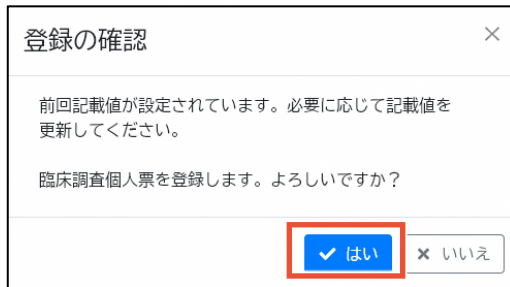 登録の確認
前回記載値が設定されています。必要に応じて記載値を
更新してください。
臨床調査個人票を登録します。よろしいですか？
はい
いいえ